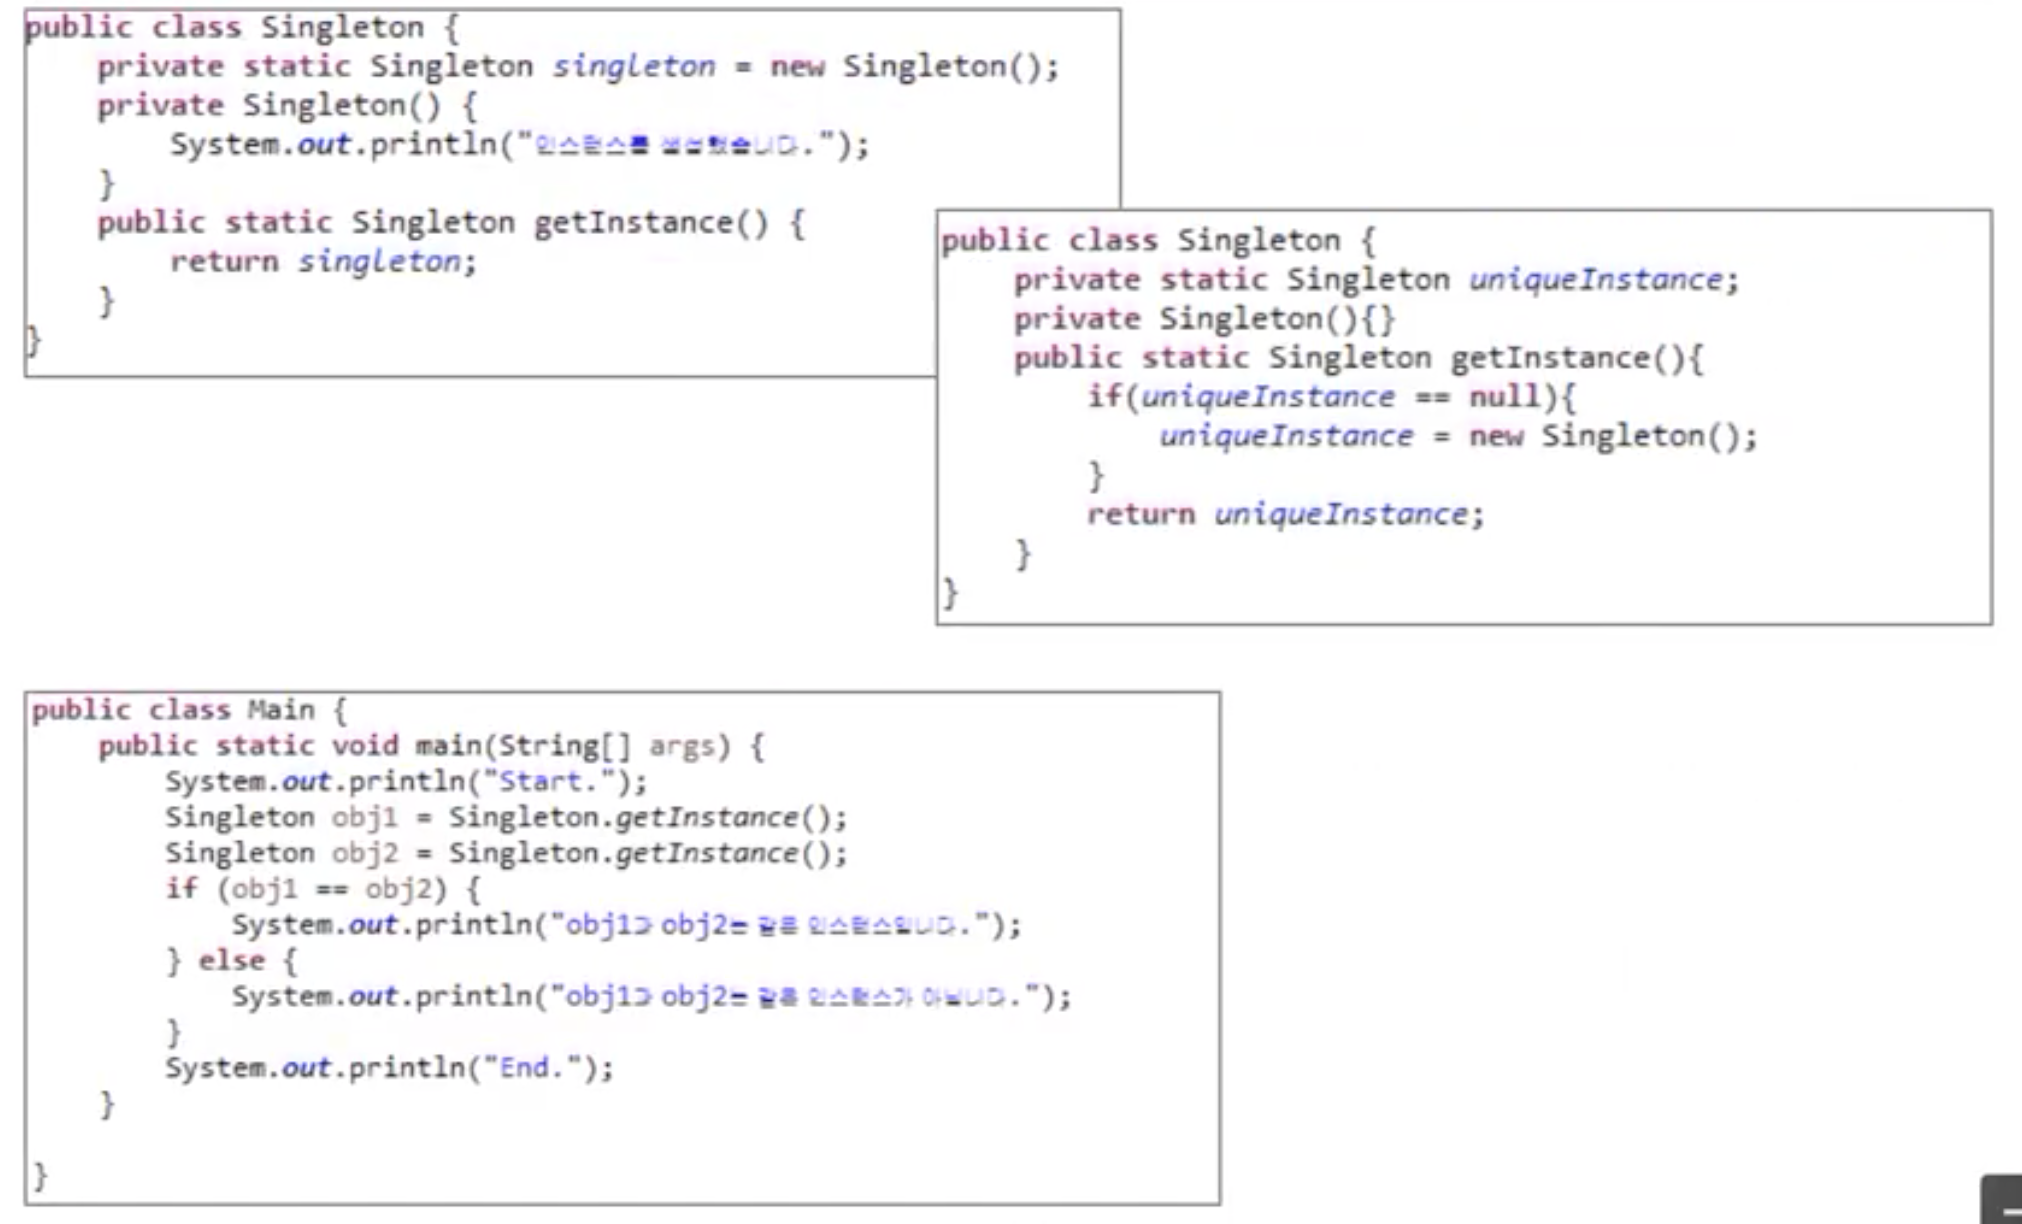 public class Singleton {
private static Singleton singleton = new Singleton();
private Singleton() {
System.out.println("인스턴스를 생성했습니다.");
}
public static Singleton getInstance() {
return singleton;
}
}
public class Singleton {
private static Singleton uniqueInstance;
private Singleton(){}
public static Singleton getInstance(){
if(uniqueInstance == null){
uniqueInstance = new Singleton();
}
return uniqueInstance;
}
}
public class Main {
public static void main(String[] args) {
System.out.println("Start.");
Singleton obj1 = Singleton.getInstance();
Singleton obj2 = Singleton.getInstance();
if (obj1 == obj2) {
System.out.println("obj1과 obj2는 같은 인스턴스입니다.");
} else {
System.out.println("obj1과 obj2는 같은 인스턴스가 아닙니다.");
}
System.out.println("End.");
}
}